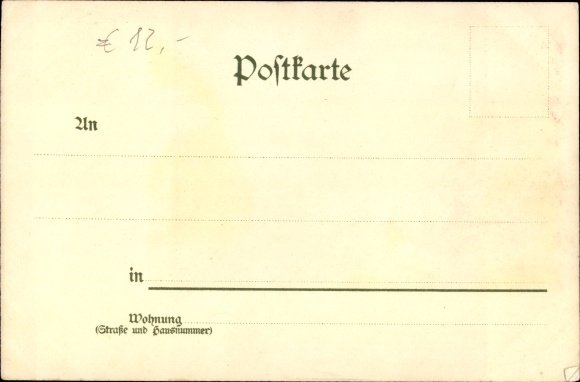 € 12,-
Postkarte
An
in
Wohnung
(Straße und Hausnummer)